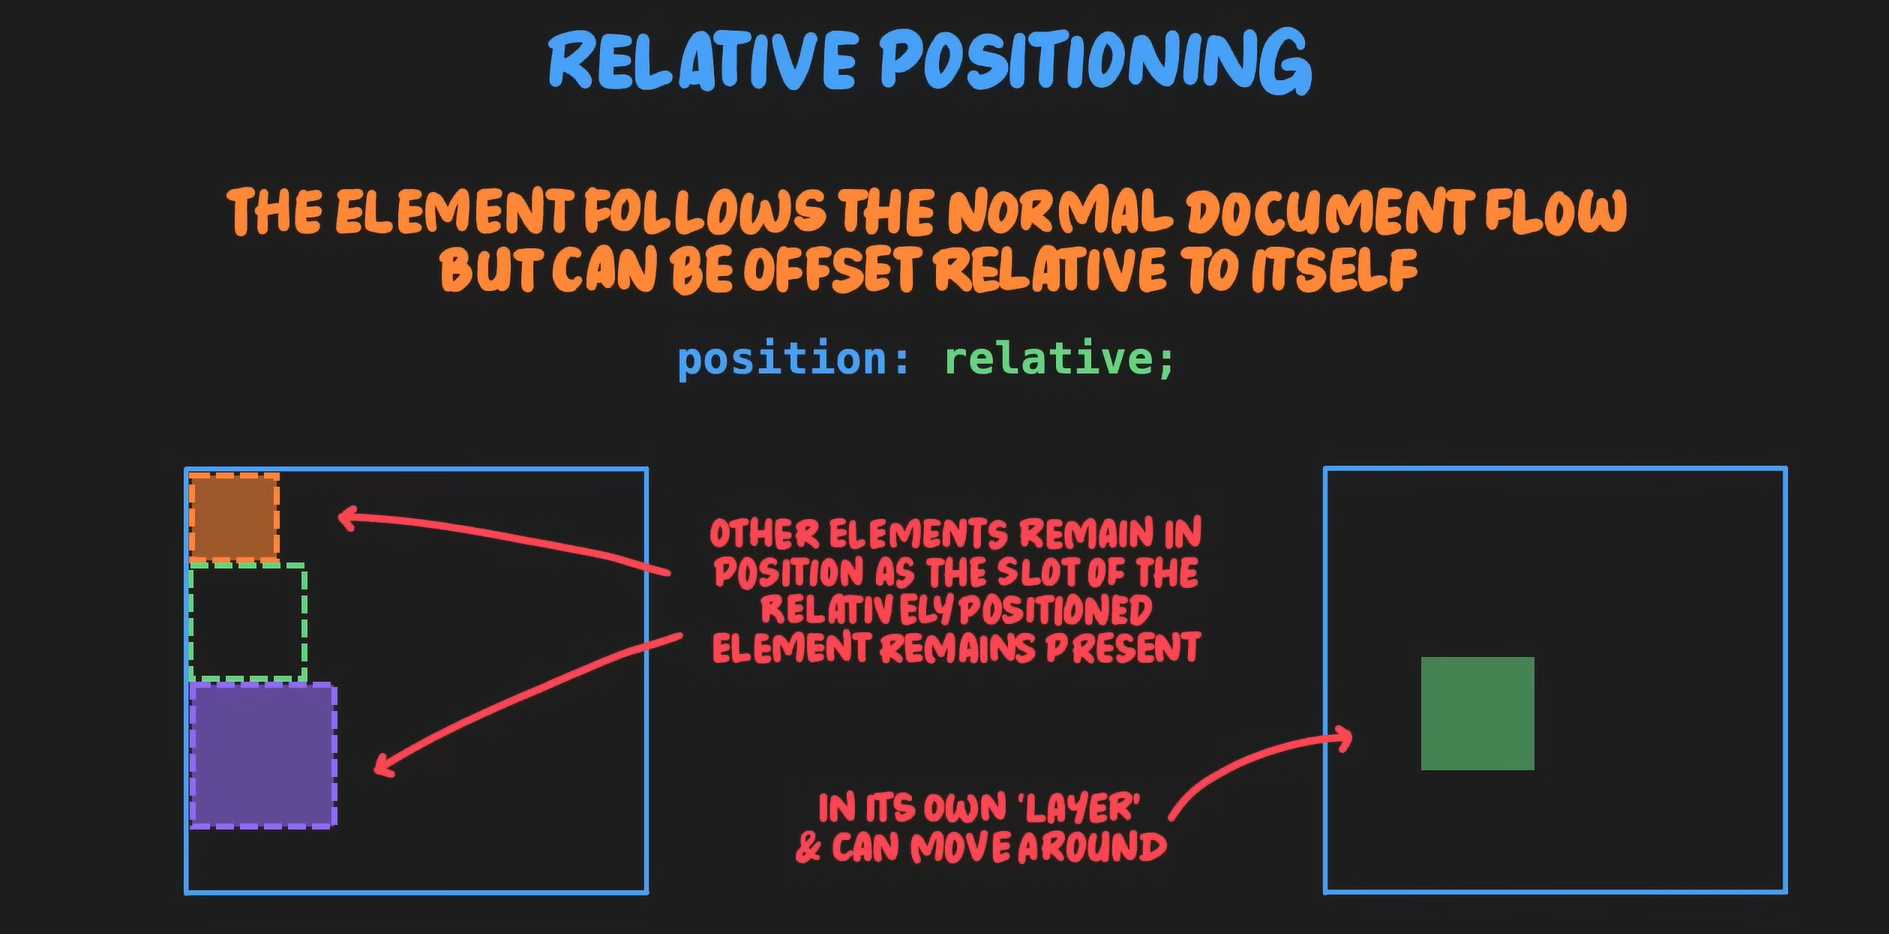 RELATIVE POSITIONING
THE ELEMENT FOLLOWS THE NORMAL DOCUMENT FLOW
BUT CAN BE OFFSET RELATIVE TO ITSELF
position: relative;
OTHER ELEMENTS REMAIN IN
POSITION AS THE SLOT OF THE
RELATIVELY POSITIONED
ELEMENT REMAINS PRESENT
IN ITS OWN 'LAYER'
& CAN MOVE AROUND